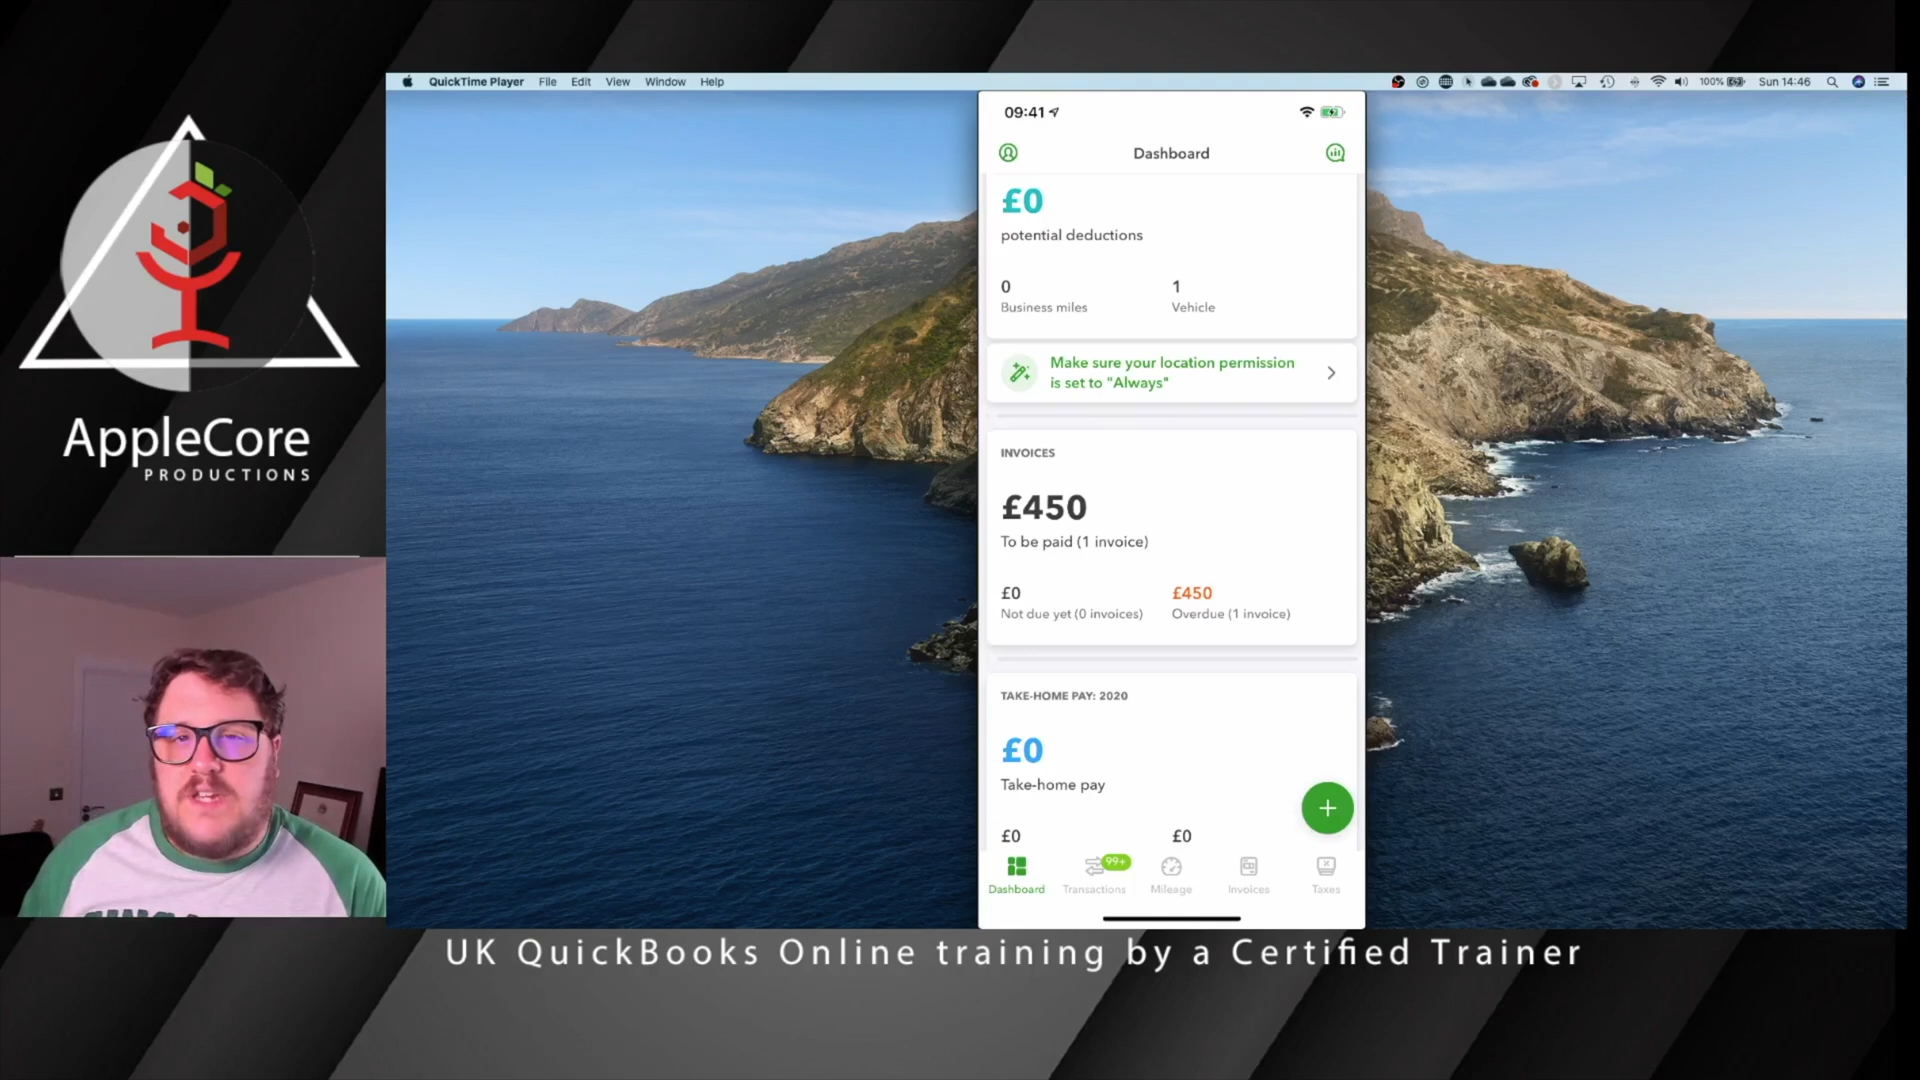 QuickTime Player File Edit View Window Help
100% Sun 14:46
AppleCore
PRODUCTIONS
09:41
Dashboard
£0
potential deductions
0 1
Business miles Vehicle
Make sure your location permission
is set to "Always"
INVOICES
£450
To be paid (1 invoice)
£0 £450
Not due yet (0 invoices) Overdue (1 invoice)
TAKE-HOME PAY: 2020
£0
Take-home pay
£0 £0
99+
Dashboard Transactions Mileage Invoices Taxes
UK QuickBooks Online training by a Certified Trainer